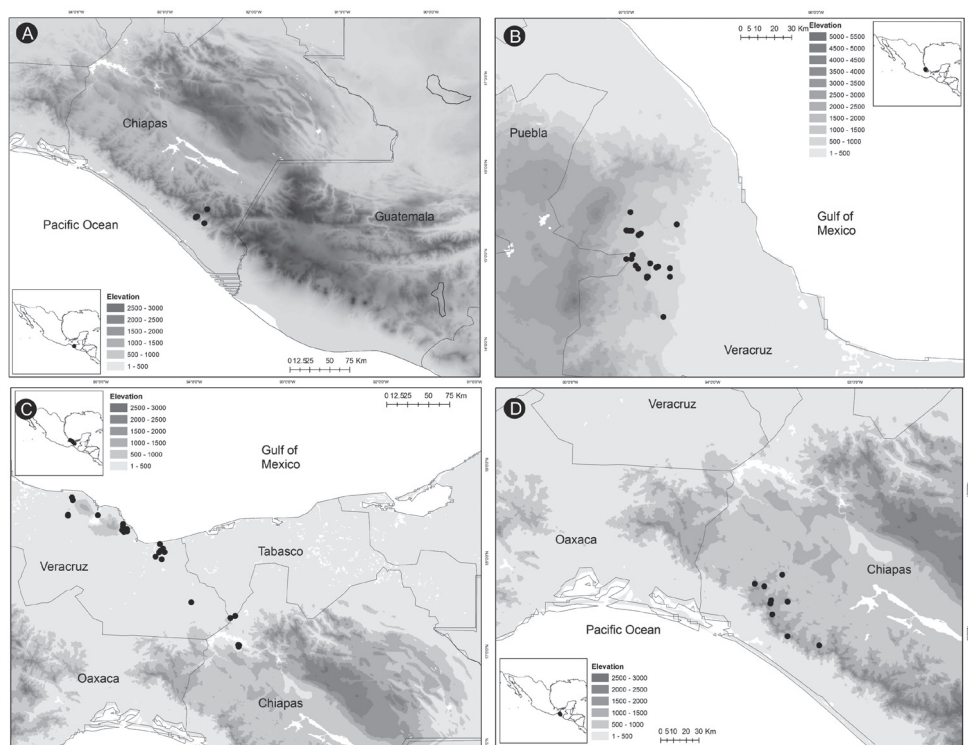 A
Chiapas
Pacific Ocean
Guatemala
Elevation
2500 - 3000
2000 - 2500
1500 - 2000
1000 - 1500
500 - 1000
1 - 500
0 12.525 50 75 Km
B
0 5 10 20 30 Km
Elevation
5000 - 5500
4500 - 5000
4000 - 4500
3500 - 4000
3000 - 3500
2500 - 3000
2000 - 2500
1500 - 2000
1000 - 1500
500 - 1000
1 - 500
Puebla
Gulf of
Mexico
Veracruz
C
Elevation
2500 - 3000
2000 - 2500
1500 - 2000
1000 - 1500
500 - 1000
1 - 500
0 12.525 50 75 Km
Gulf of
Mexico
Veracruz
Tabasco
Oaxaca
Chiapas
D
Veracruz
Oaxaca
Chiapas
Pacific Ocean
Elevation
2500 - 3000
2000 - 2500
1500 - 2000
1000 - 1500
500 - 1000
1 - 500
0 510 20 30 Km